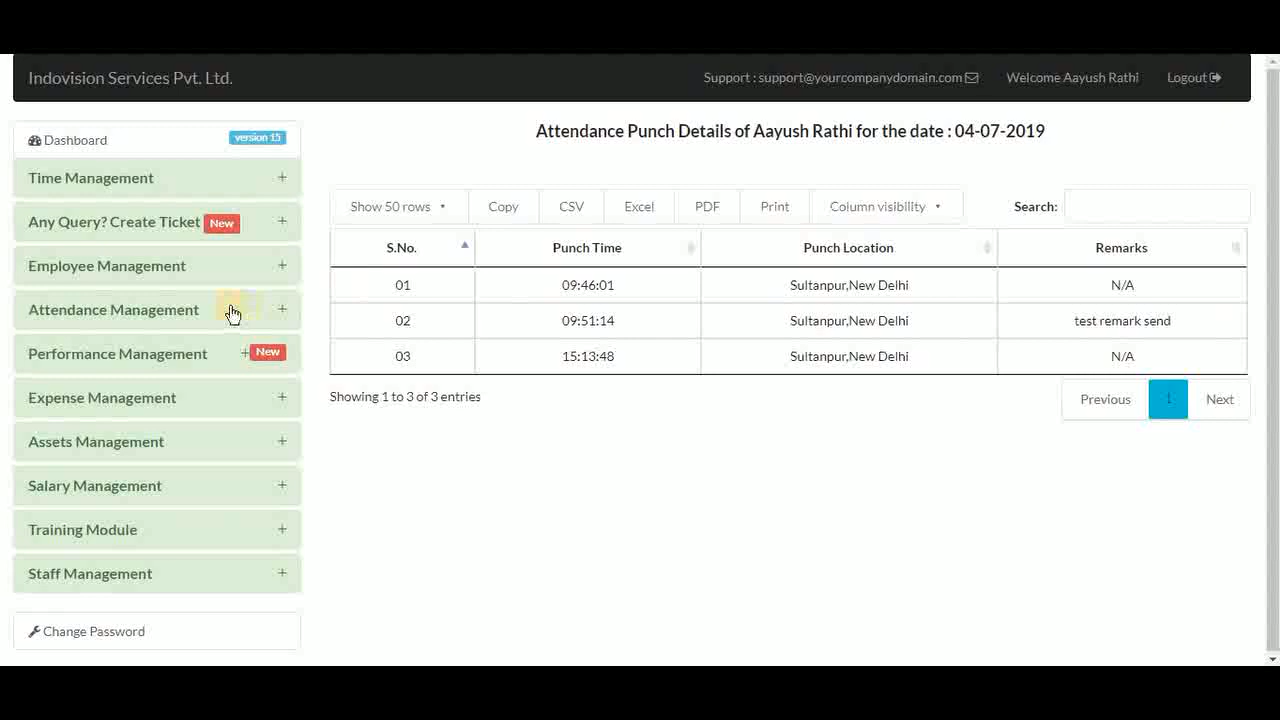 Indovision Services Pvt. Ltd.
Support : support@yourcompanydomain.com
Welcome Aayush Rathi
Logout
Dashboard
version 15
Time Management +
Any Query? Create Ticket New +
Employee Management +
Attendance Management +
Performance Management + New
Expense Management +
Assets Management +
Salary Management +
Training Module +
Staff Management +
Change Password
Attendance Punch Details of Aayush Rathi for the date : 04-07-2019
Show 50 rows Copy CSV Excel PDF Print Column visibility
Search:
S.No. Punch Time Punch Location Remarks
01 09:46:01 Sultanpur,New Delhi N/A
02 09:51:14 Sultanpur,New Delhi test remark send
03 15:13:48 Sultanpur,New Delhi N/A
Showing 1 to 3 of 3 entries
Previous 1 Next